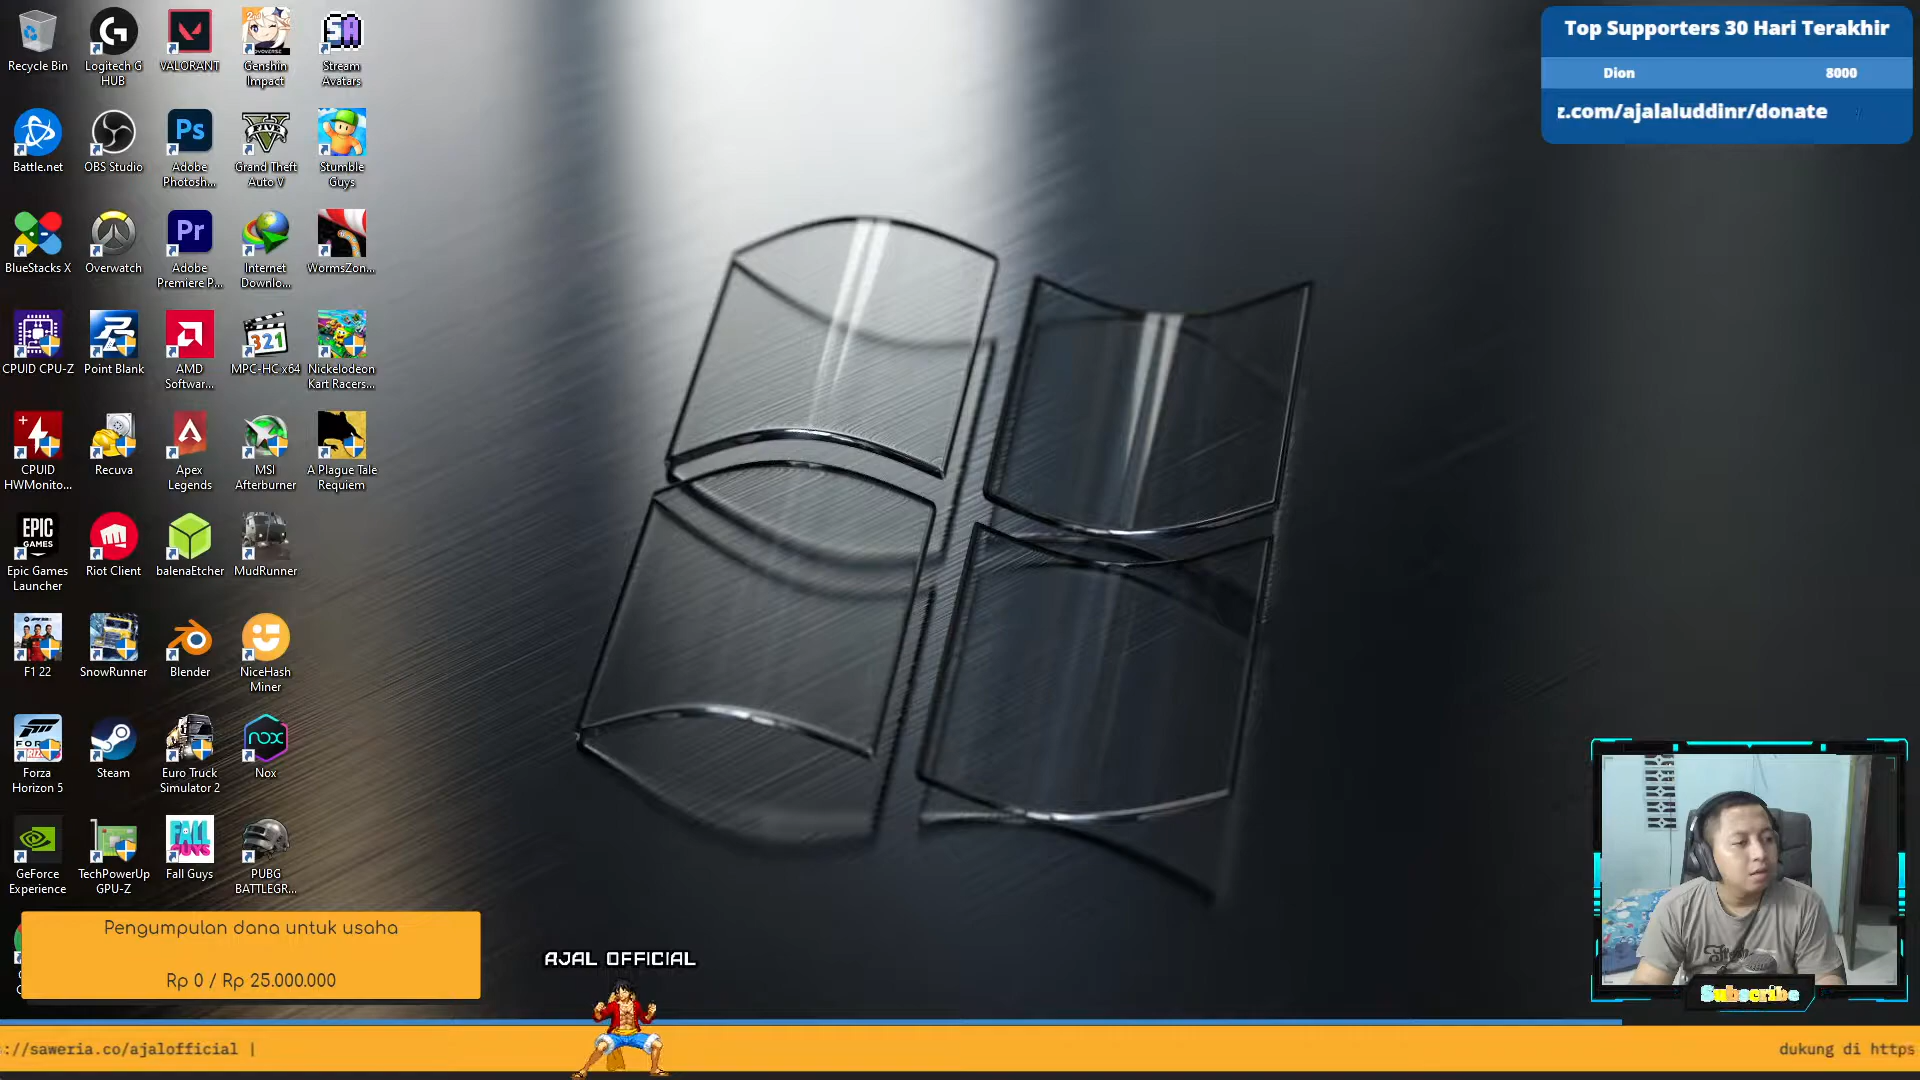 Recycle Bin
Logitech G
HUB
VALORANT
Genshin
Impact
Stream
Avatars
Battle.net
OBS Studio
Adobe
Photosh...
Grand Theft
Auto V
Stumble
Guys
BlueStacks X
Overwatch
Adobe
Premiere P...
Internet
Downlo...
WormsZon...
CPUID CPU-Z
Point Blank
AMD
Softwar...
MPC-HC x64
Nickelodeon
Kart Racers...
CPUID
HWMonito...
Recuva
Apex
Legends
MSI
Afterburner
A Plague Tale
Requiem
Epic Games
Launcher
Riot Client
balenaEtcher
MudRunner
F1 22
SnowRunner
Blender
NiceHash
Miner
Forza
Horizon 5
Steam
Euro Truck
Simulator 2
Nox
GeForce
Experience
TechPowerUp
GPU-Z
Fall Guys
PUBG
BATTLEGR...
Top Supporters 30 Hari Terakhir
Dion 8000
z.com/ajalaluddinr/donate
Pengumpulan dana untuk usaha
Rp 0 / Rp 25.000.000
AJAL OFFICIAL
Subscribe
://saweria.co/ajalofficial |
dukung di https